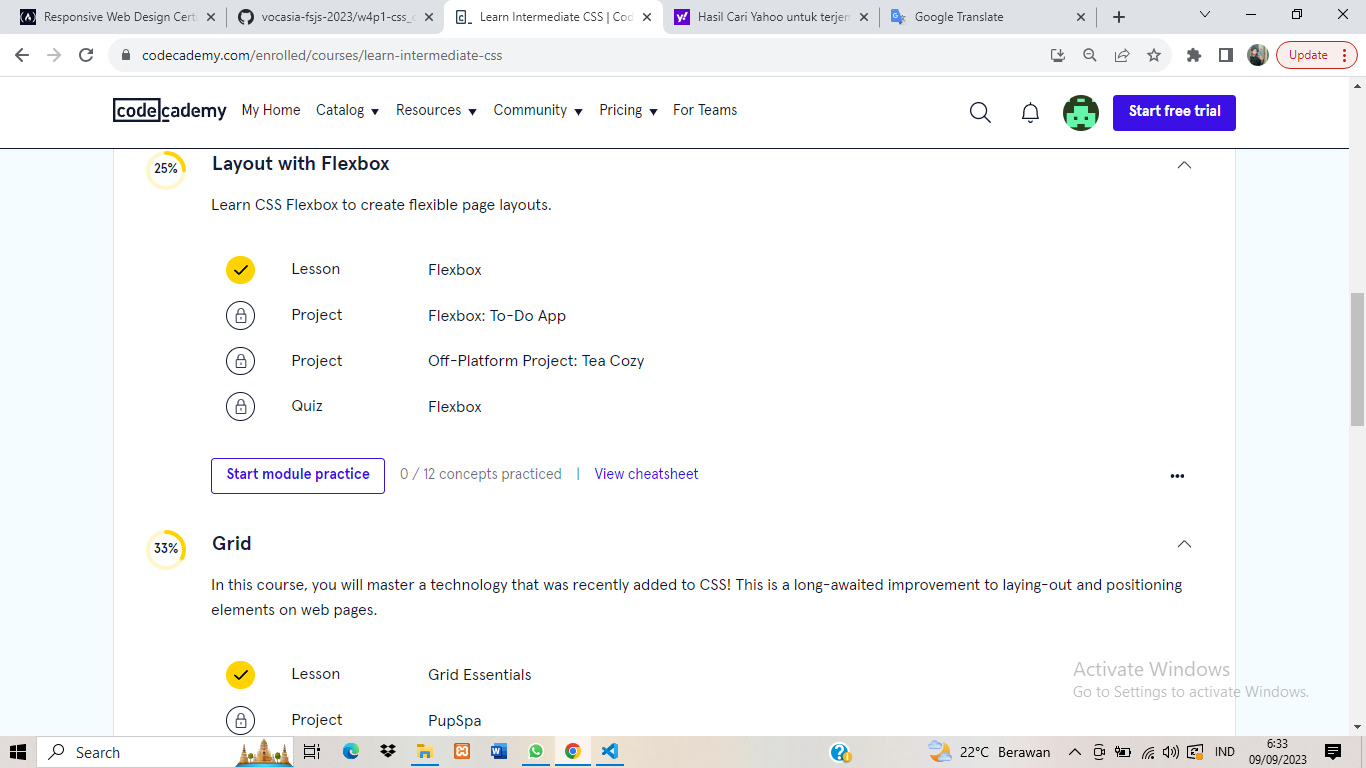 Responsive Web Design Certi
vocasia-fsjs-2023/w4p1-css_c
Learn Intermediate CSS | Cod
Hasil Cari Yahoo untuk terjem
Google Translate
codecademy.com/enrolled/courses/learn-intermediate-css
Update
codecademy
My Home
Catalog
Resources
Community
Pricing
For Teams
Start free trial
25%
Layout with Flexbox
Learn CSS Flexbox to create flexible page layouts.
Lesson Flexbox
Project Flexbox: To-Do App
Project Off-Platform Project: Tea Cozy
Quiz Flexbox
Start module practice 0 / 12 concepts practiced | View cheatsheet
33%
Grid
In this course, you will master a technology that was recently added to CSS! This is a long-awaited improvement to laying-out and positioning
elements on web pages.
Lesson Grid Essentials
Project PupSpa
Activate Windows
Go to Settings to activate Windows.
Search
22°C Berawan
IND
6:33
09/09/2023